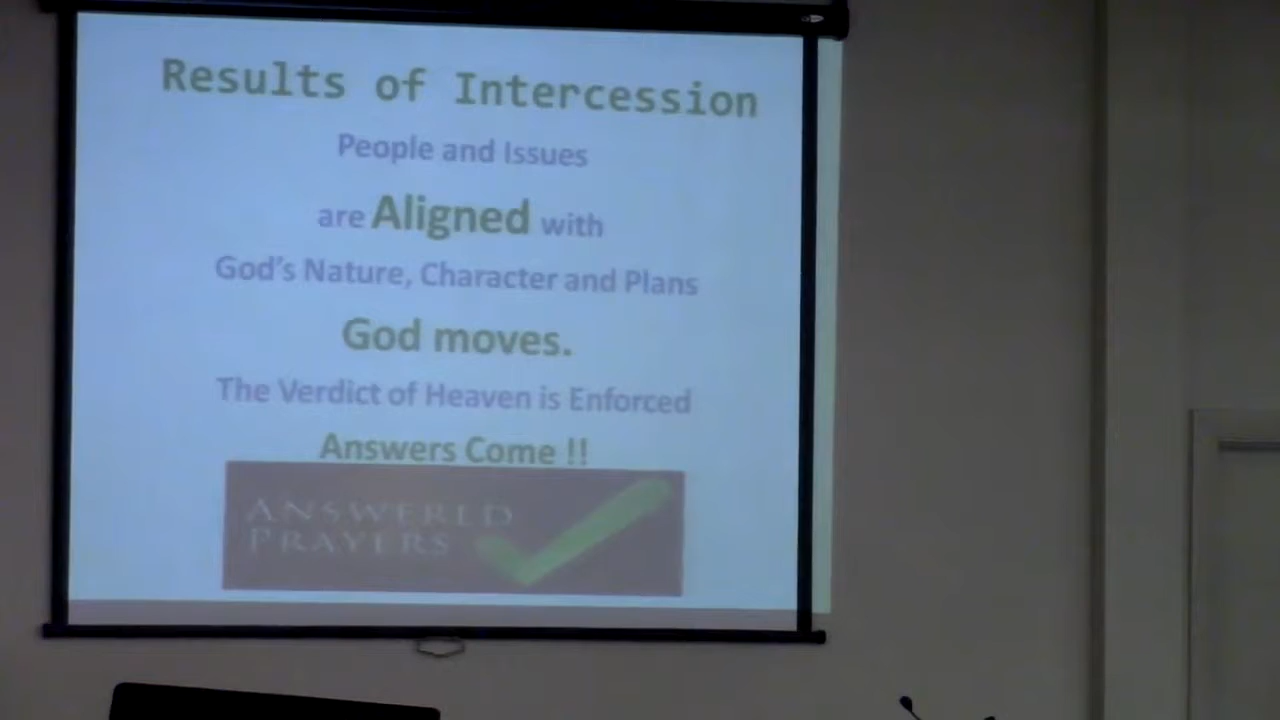 Results of Intercession
People and Issues
are Aligned with
God's Nature, Character and Plans
God moves.
The Verdict of Heaven is Enforced
Answers Come !!
ANSWERED
PRAYERS